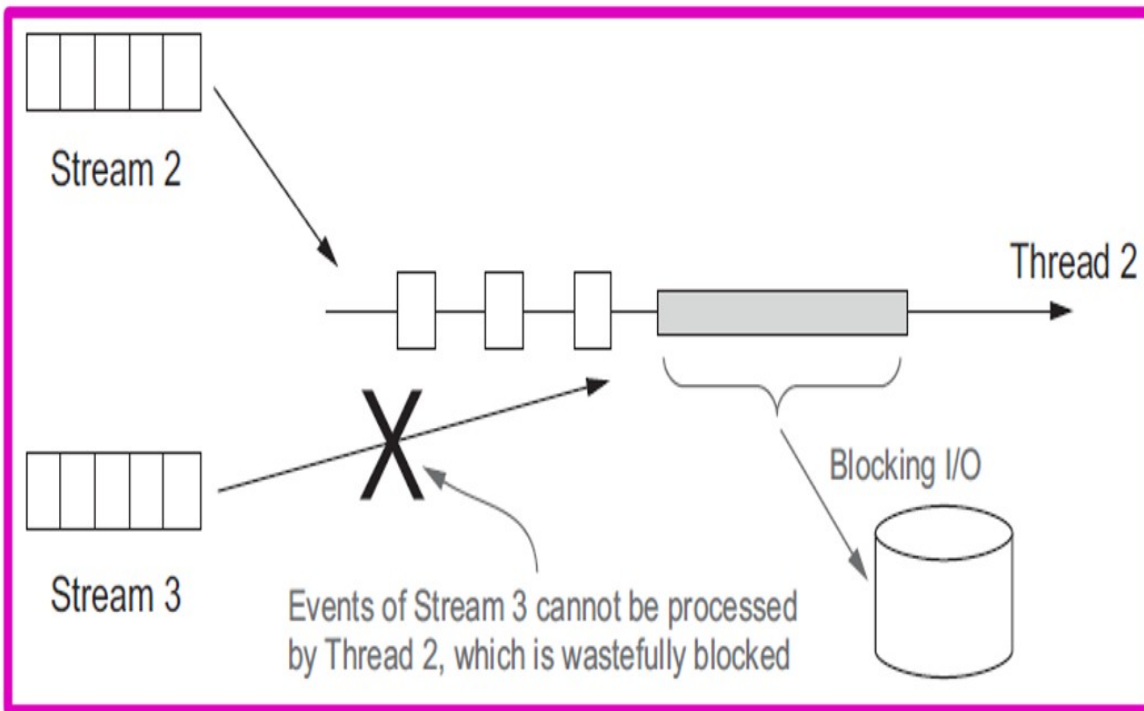 Stream 2
Thread 2
Blocking I/O
Stream 3
Events of Stream 3 cannot be processed
by Thread 2, which is wastefully blocked